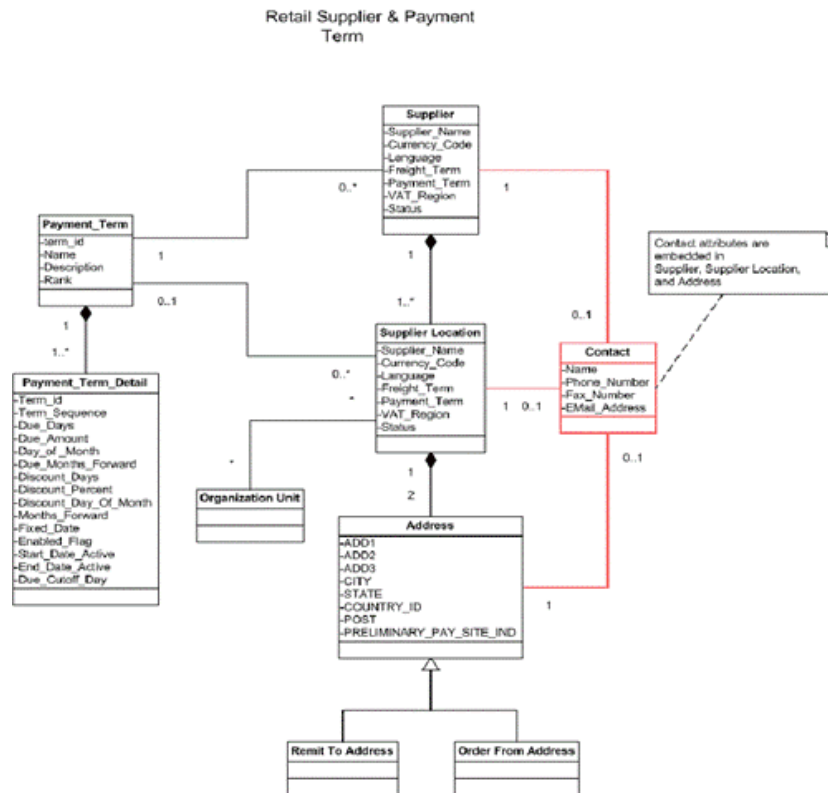 Retail Supplier & Payment
Term
Supplier
-Supplier_Name
-Currency_Code
-Language
-Freight_Term
-Payment_Term
-VAT_Region
-Status
0..*
1
Payment_Term
-term_id
-Name
-Description
-Rank
1
0..1
Contact attributes are
embedded in
Supplier, Supplier Location,
and Address
1
1..*
1
1..*
0..1
Supplier Location
-Supplier_Name
-Currency_Code
-Language
-Freight_Term
-Payment_Term
-VAT_Region
-Status
0..*
*
Contact
-Name
-Phone_Number
-Fax_Number
-EMail_Address
1
0..1
0..1
Payment_Term_Detail
-Term_id
-Term_Sequence
-Due_Days
-Due_Amount
-Day_of_Month
-Due_Months_Forward
-Discount_Days
-Discount_Percent
-Discount_Day_Of_Month
-Months_Forward
-Fixed_Date
-Enabled_Flag
-Start_Date_Active
-End_Date_Active
-Due_Cutoff_Day
*
Organization Unit
1
2
Address
-ADD1
-ADD2
-ADD3
-CITY
-STATE
-COUNTRY_ID
-POST
-PRELIMINARY_PAY_SITE_IND
1
Remit To Address
Order From Address